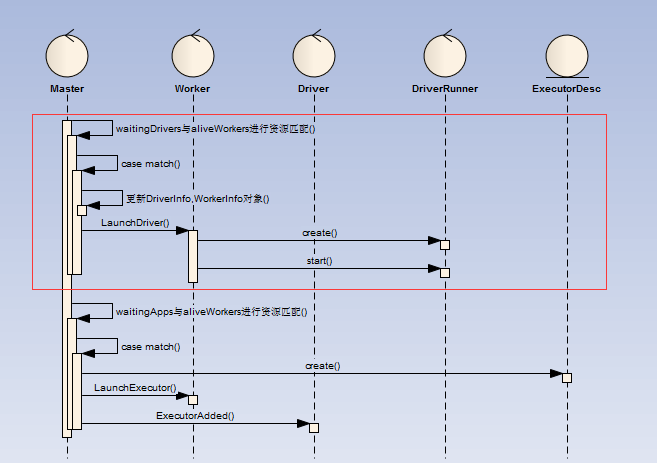 Master
Worker
Driver
DriverRunner
ExecutorDesc
waitingDrivers与aliveWorkers进行资源匹配()
case match()
更新DriverInfo,WorkerInfo对象()
LaunchDriver()
create()
start()
waitingApps与aliveWorkers进行资源匹配()
case match()
create()
LaunchExecutor()
ExecutorAdded()